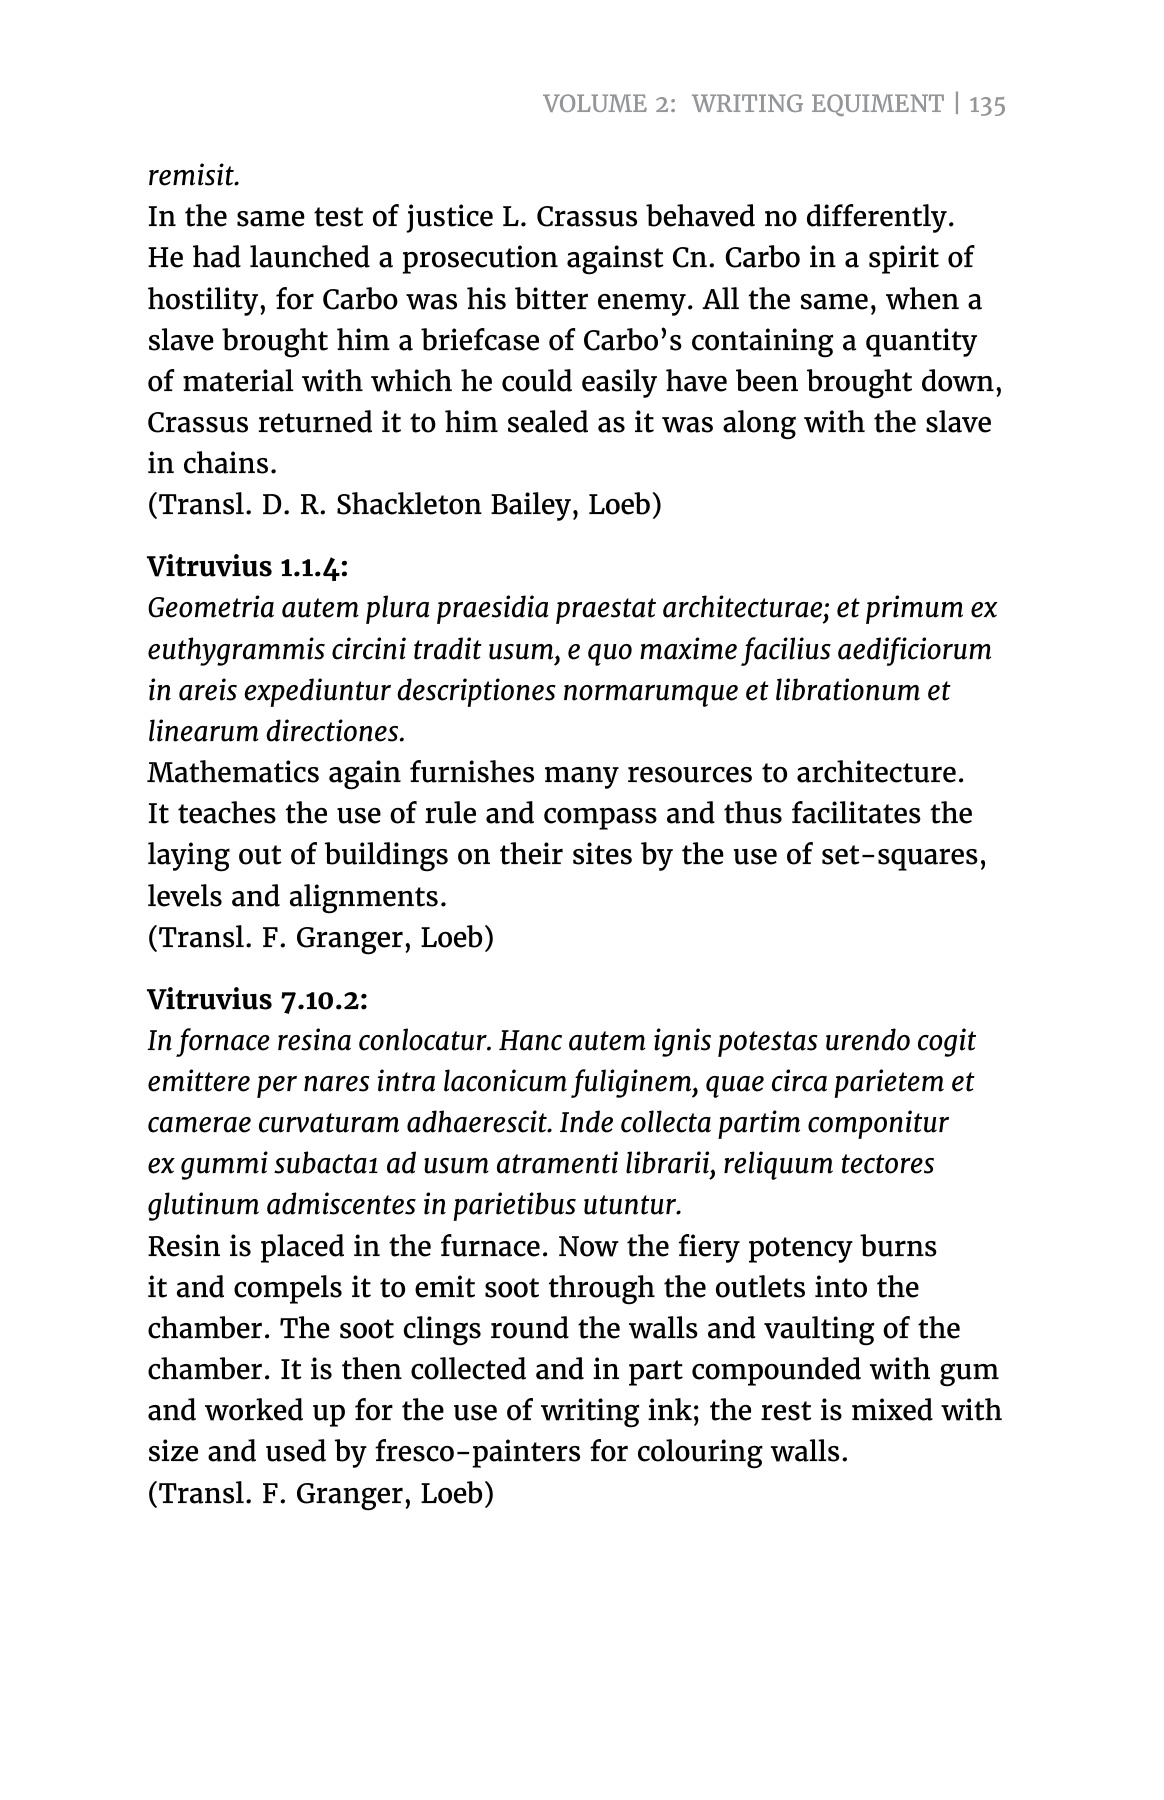 VOLUME 2: WRITING EQUIMENT | 135
remisit.
In the same test of justice L. Crassus behaved no differently.
He had launched a prosecution against Cn. Carbo in a spirit of
hostility, for Carbo was his bitter enemy. All the same, when a
slave brought him a briefcase of Carbo’s containing a quantity
of material with which he could easily have been brought down,
Crassus returned it to him sealed as it was along with the slave
in chains.
(Transl. D. R. Shackleton Bailey, Loeb)
Vitruvius 1.1.4:
Geometria autem plura praesidia praestat architecturae; et primum ex
euthygrammis circini tradit usum, e quo maxime facilius aedificiorum
in areis expediuntur descriptiones normarumque et librationum et
linearum directiones.
Mathematics again furnishes many resources to architecture.
It teaches the use of rule and compass and thus facilitates the
laying out of buildings on their sites by the use of set-squares,
levels and alignments.
(Transl. F. Granger, Loeb)
Vitruvius 7.10.2:
In fornace resina conlocatur. Hanc autem ignis potestas urendo cogit
emittere per nares intra laconicum fuliginem, quae circa parietem et
camerae curvaturam adhaerescit. Inde collecta partim componitur
ex gummi subacta1 ad usum atramenti librarii, reliquum tectores
glutinum admiscentes in parietibus utuntur.
Resin is placed in the furnace. Now the fiery potency burns
it and compels it to emit soot through the outlets into the
chamber. The soot clings round the walls and vaulting of the
chamber. It is then collected and in part compounded with gum
and worked up for the use of writing ink; the rest is mixed with
size and used by fresco-painters for colouring walls.
(Transl. F. Granger, Loeb)